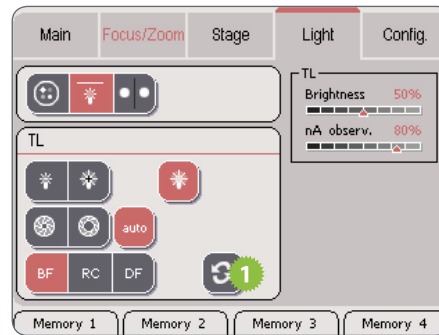 Main Focus/Zoom Stage Light Config.
TL
Brightness 50%
nA observ. 80%
TL
auto
BF RC DF
1
Memory 1 Memory 2 Memory 3 Memory 4